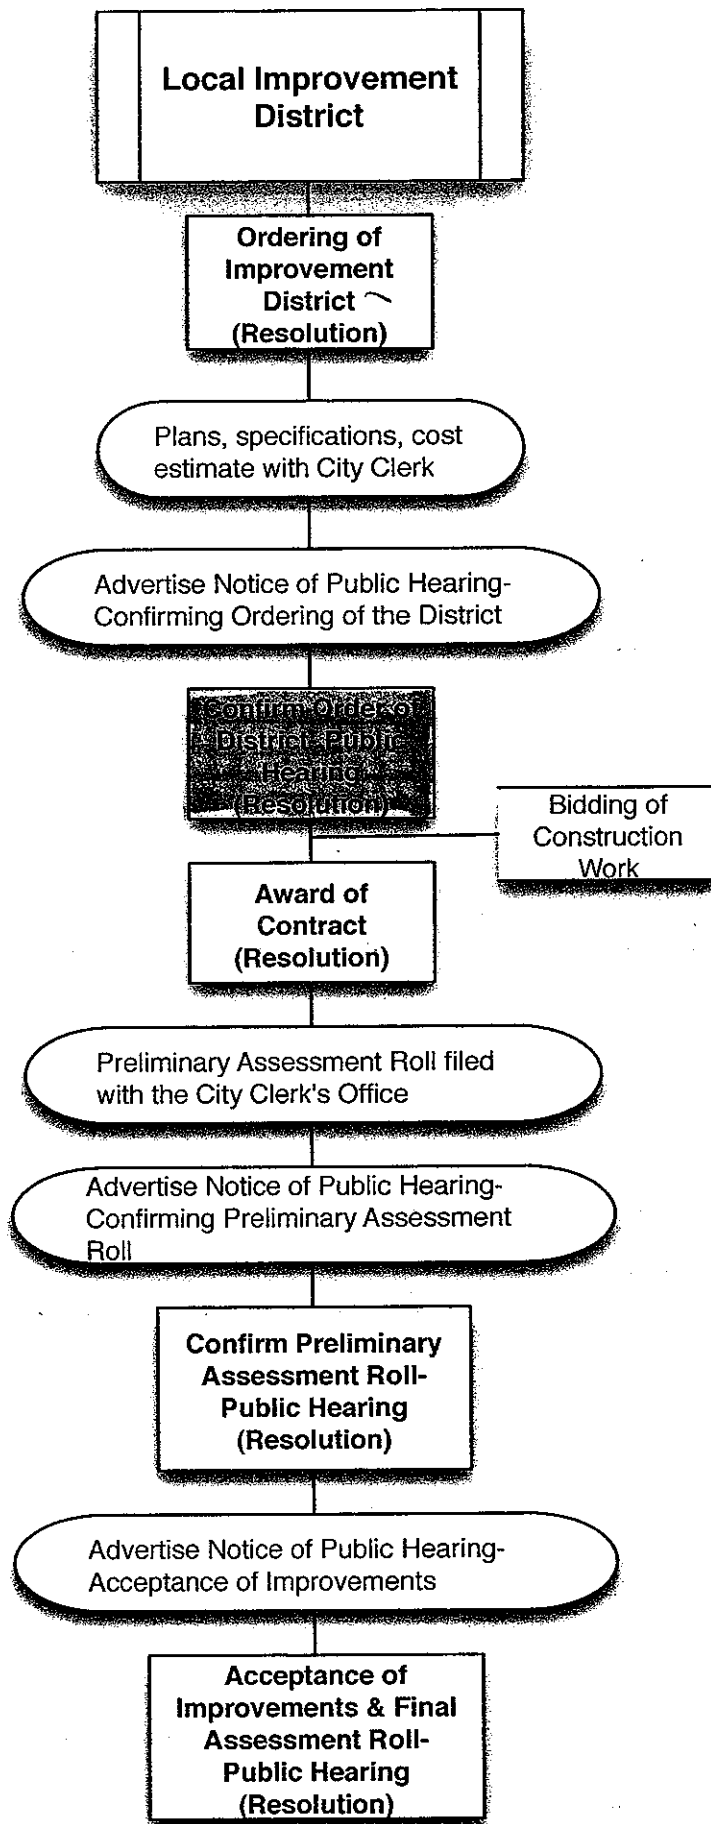 Local Improvement
District
Ordering of
Improvement
District
(Resolution)
Plans, specifications, cost
estimate with City Clerk
Advertise Notice of Public Hearing-
Confirming Ordering of the District
Confirm Order of
District-Public
Hearing
(Resolution)
Bidding of
Construction
Work
Award of
Contract
(Resolution)
Preliminary Assessment Roll filed
with the City Clerk's Office
Advertise Notice of Public Hearing-
Confirming Preliminary Assessment
Roll
Confirm Preliminary
Assessment Roll-
Public Hearing
(Resolution)
Advertise Notice of Public Hearing-
Acceptance of Improvements
Acceptance of
Improvements & Final
Assessment Roll-
Public Hearing
(Resolution)